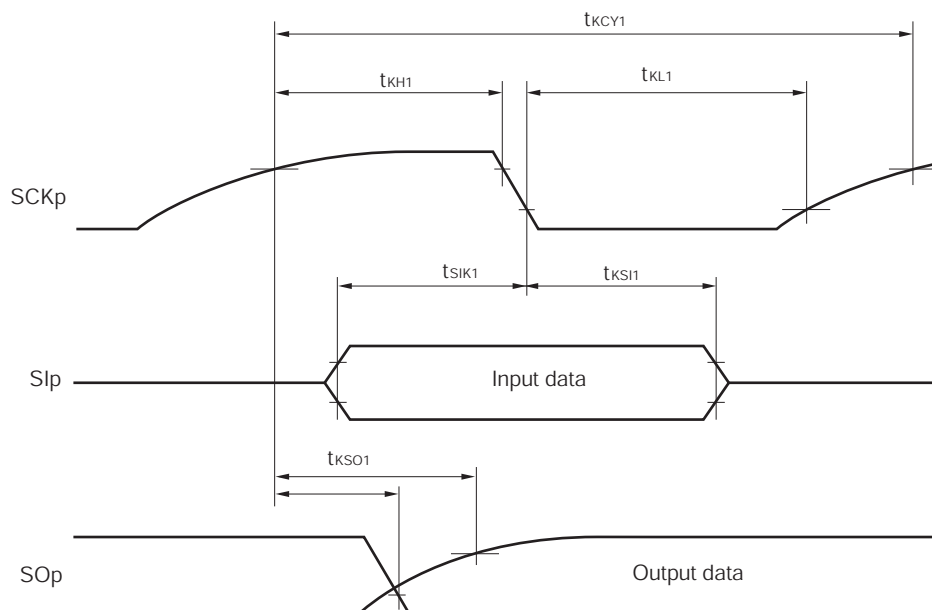 tKCY1
tKH1
tKL1
SCKp
tSIK1
tKSI1
SIp
Input data
tKSO1
SOp
Output data